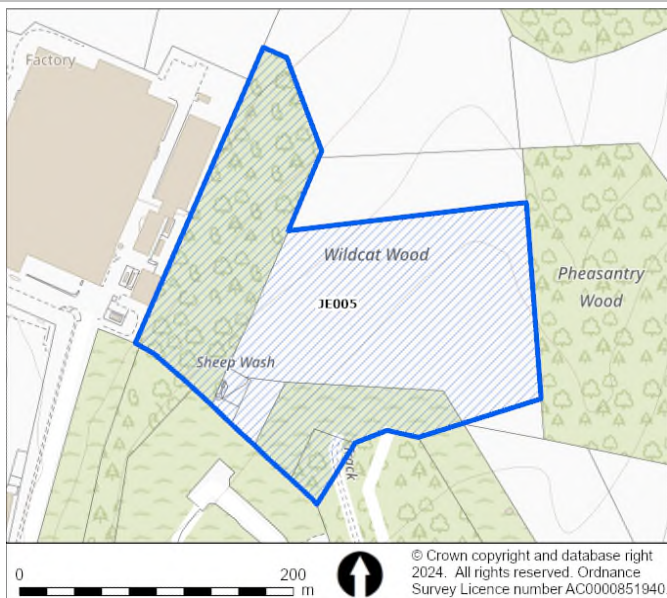 Factory
Wildcat Wood
JE005
Pheasantry
Wood
Sheep Wash
Track
0
200
m
© Crown copyright and database right
2024. All rights reserved. Ordnance
Survey Licence number AC0000851940